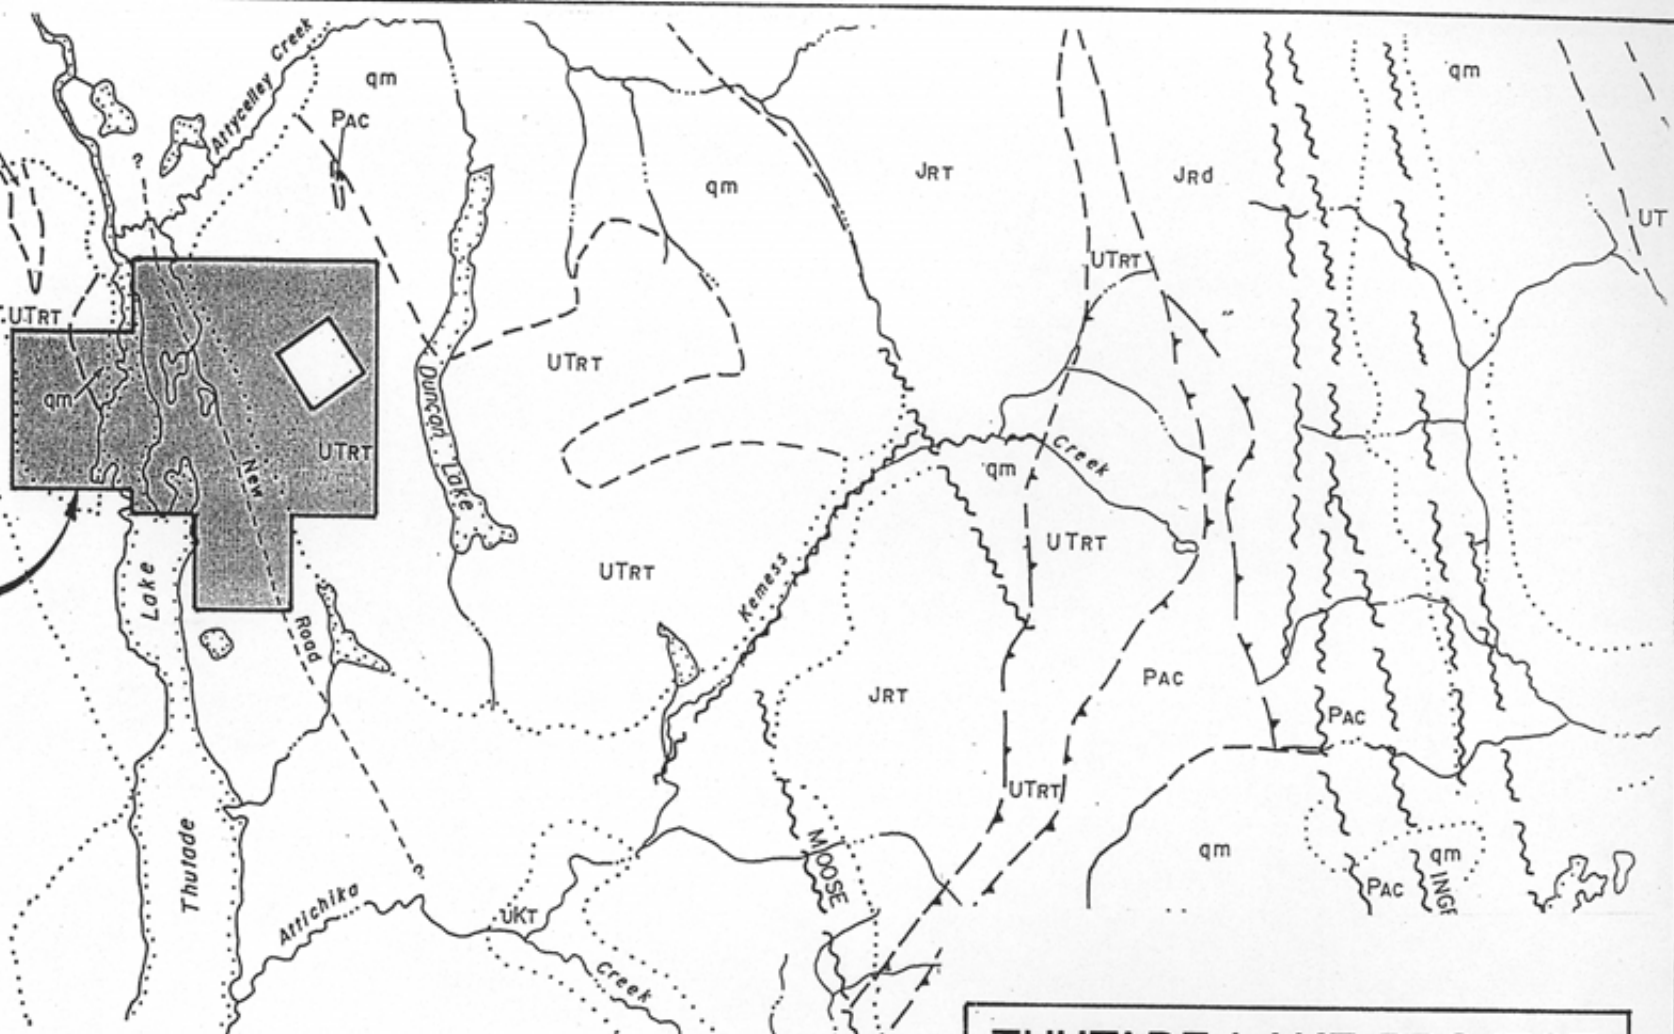 Attycelley Creek
qm
PAC
?
qm
JRT
JRd
qm
UT
UTRT
UTRT
qm
UTRT
UTRT
Duncan Lake
New Road
qm
Creek
UTRT
UTRT
Kemess
Lake
Thutade
JRT
PAC
PAC
UTRT
MOOSE
qm
qm
PAC
INGE
Attichika
UKT
Creek